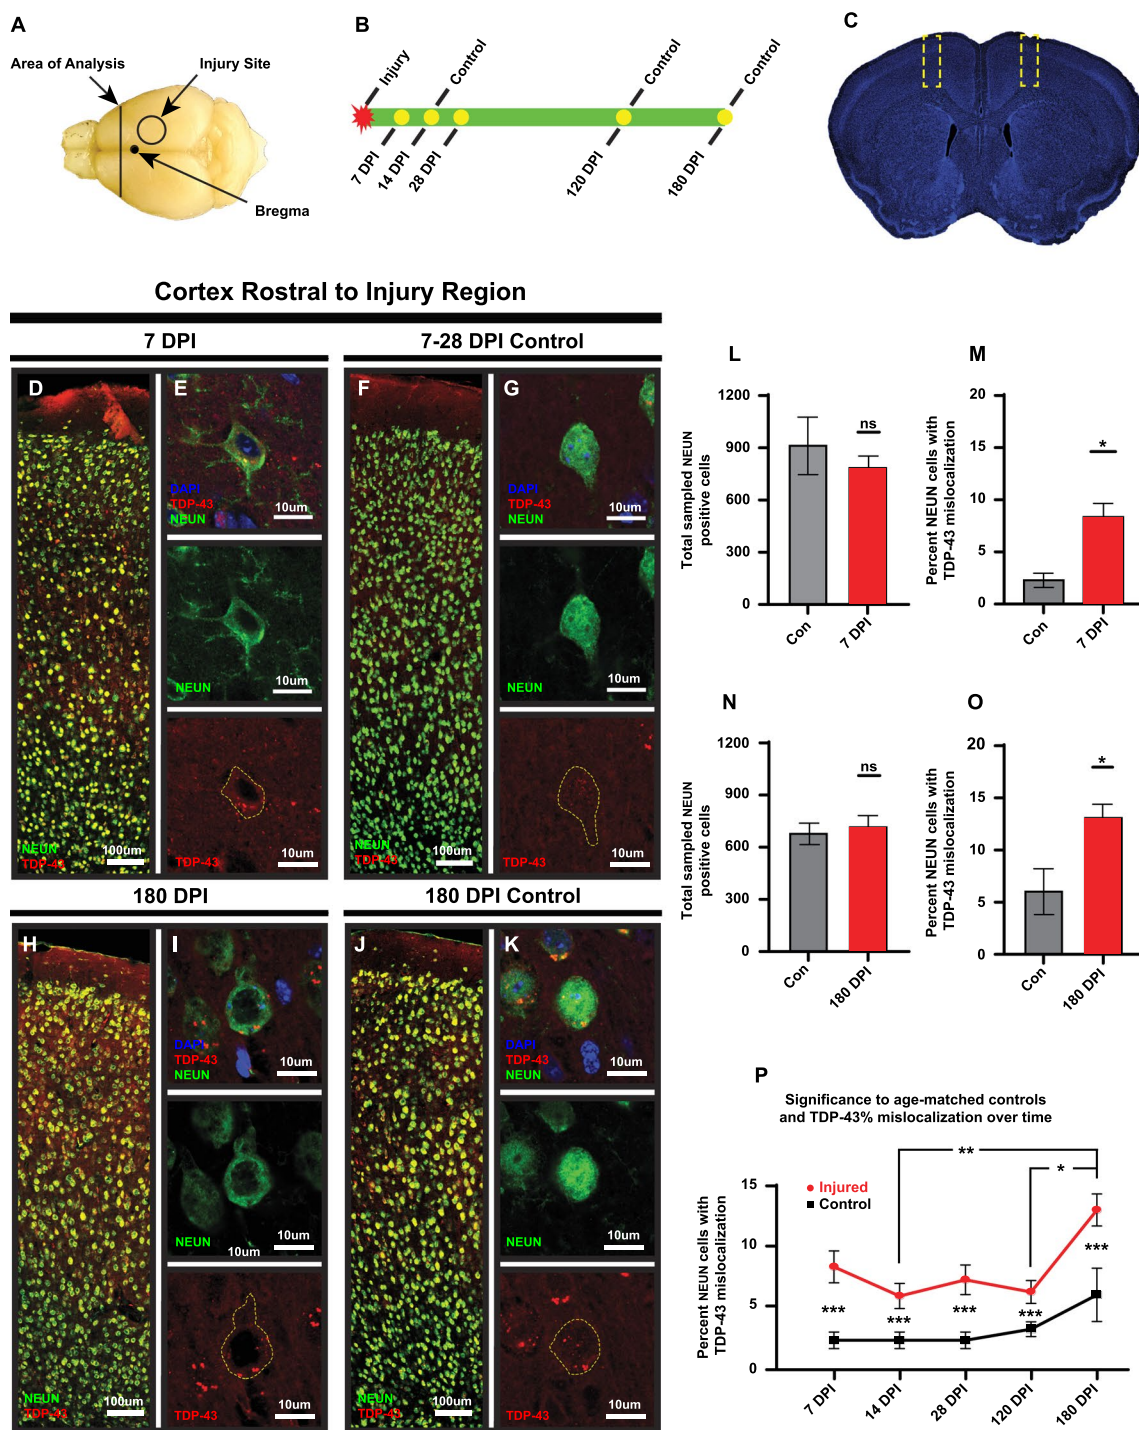 A
Area of Analysis
Injury Site
Bregma
B
Injury
Control
Control
Control
7 DPI
14 DPI
28 DPI
120 DPI
180 DPI
C
Cortex Rostral to Injury Region
7 DPI
7-28 DPI Control
D
NEUN
TDP-43
100um
E
DAPI
TDP-43
NEUN
10um
NEUN
10um
TDP-43
10um
F
NEUN
TDP-43
100um
G
DAPI
TDP-43
NEUN
10um
NEUN
10um
TDP-43
10um
180 DPI
180 DPI Control
H
NEUN
TDP-43
100um
I
DAPI
TDP-43
NEUN
10um
NEUN
10um
10um
TDP-43
10um
J
NEUN
TDP-43
100um
K
DAPI
TDP-43
NEUN
10um
NEUN
10um
TDP-43
10um
L
Total sampled NEUN
positive cells
1200
900
600
300
0
ns
Con
7 DPI
M
Percent NEUN cells with
TDP-43 mislocalization
20
15
10
5
0
*
Con
7 DPI
N
Total sampled NEUN
positive cells
1200
900
600
300
0
ns
Con
180 DPI
O
Percent NEUN cells with
TDP-43 mislocalization
20
15
10
5
0
*
Con
180 DPI
P
Significance to age-matched controls
and TDP-43% mislocalization over time
Percent NEUN cells with
TDP-43 mislocalization
15
10
5
0
Injured
Control
**
*
***
***
***
***
***
7 DPI
14 DPI
28 DPI
120 DPI
180 DPI